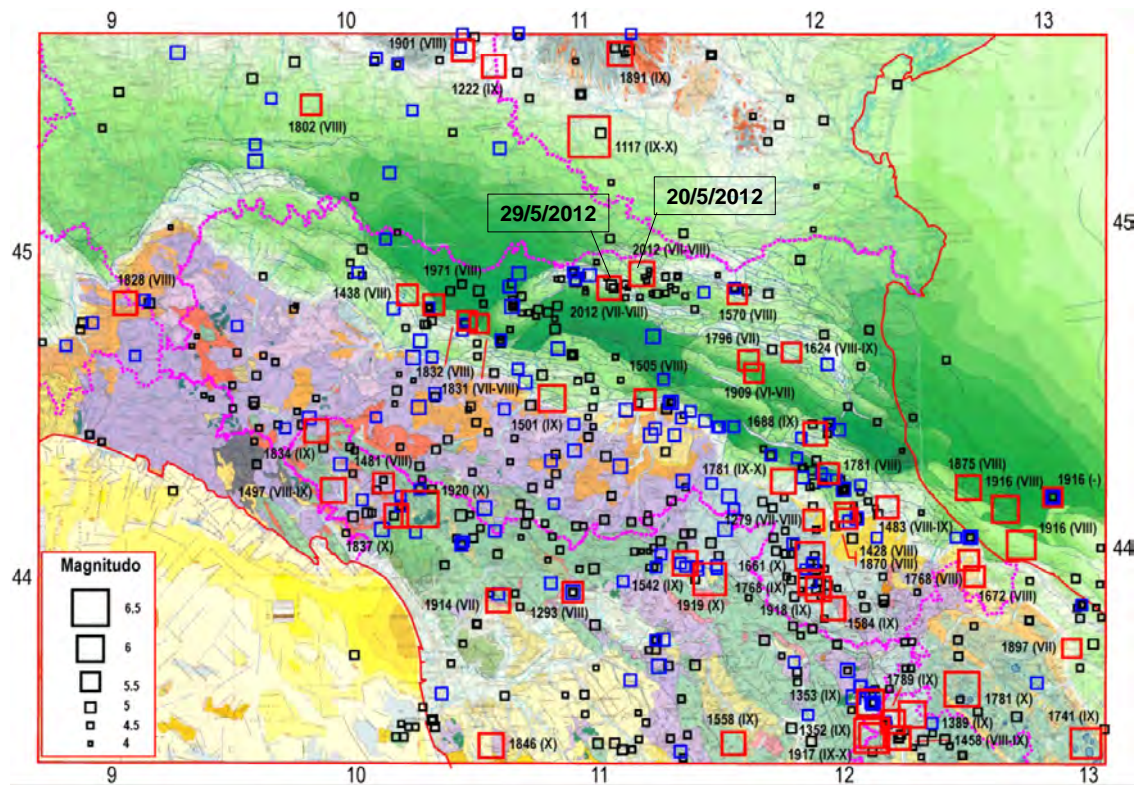 9 10 11 12 13
1901 (VIII)
1891 (IX)
1222 (IX)
1802 (VIII)
1117 (IX-X)
20/5/2012
29/5/2012
45 45
2012 (VII-VIII)
1971 (VIII)
1828 (VIII)
1438 (VIII)
2012 (VII-VIII)
1570 (VIII)
1796 (VII)
1624 (VIII-IX)
1832 (VIII)
1505 (VIII)
1831 (VII-VIII)
1909 (VI-VII)
1501 (IX)
1688 (IX)
1834 (IX)
1481 (VIII)
1781 (IX-X)
1781 (VIII)
1875 (VIII)
1916 (VIII)
1916 (-)
1497 (VIII-IX)
1920 (X)
1483 (VIII-IX)
1279 (VII-VIII)
1916 (VIII)
1837 (X)
1428 (VIII)
1870 (VIII)
1661 (X)
44 44
Magnitudo
6.5
6
5.5
5
4.5
4
1542 (IX)
1768 (IX)
1768 (VIII)
1919 (X)
1672 (VIII)
1914 (VII)
1293 (VIII)
1918 (IX)
1584 (IX)
1897 (VII)
1789 (IX)
1353 (IX)
1781 (X)
1558 (IX)
1352 (IX)
1389 (IX)
1741 (IX)
1846 (X)
1917 (IX-X)
1458 (VIII-IX)
9 10 11 12 13